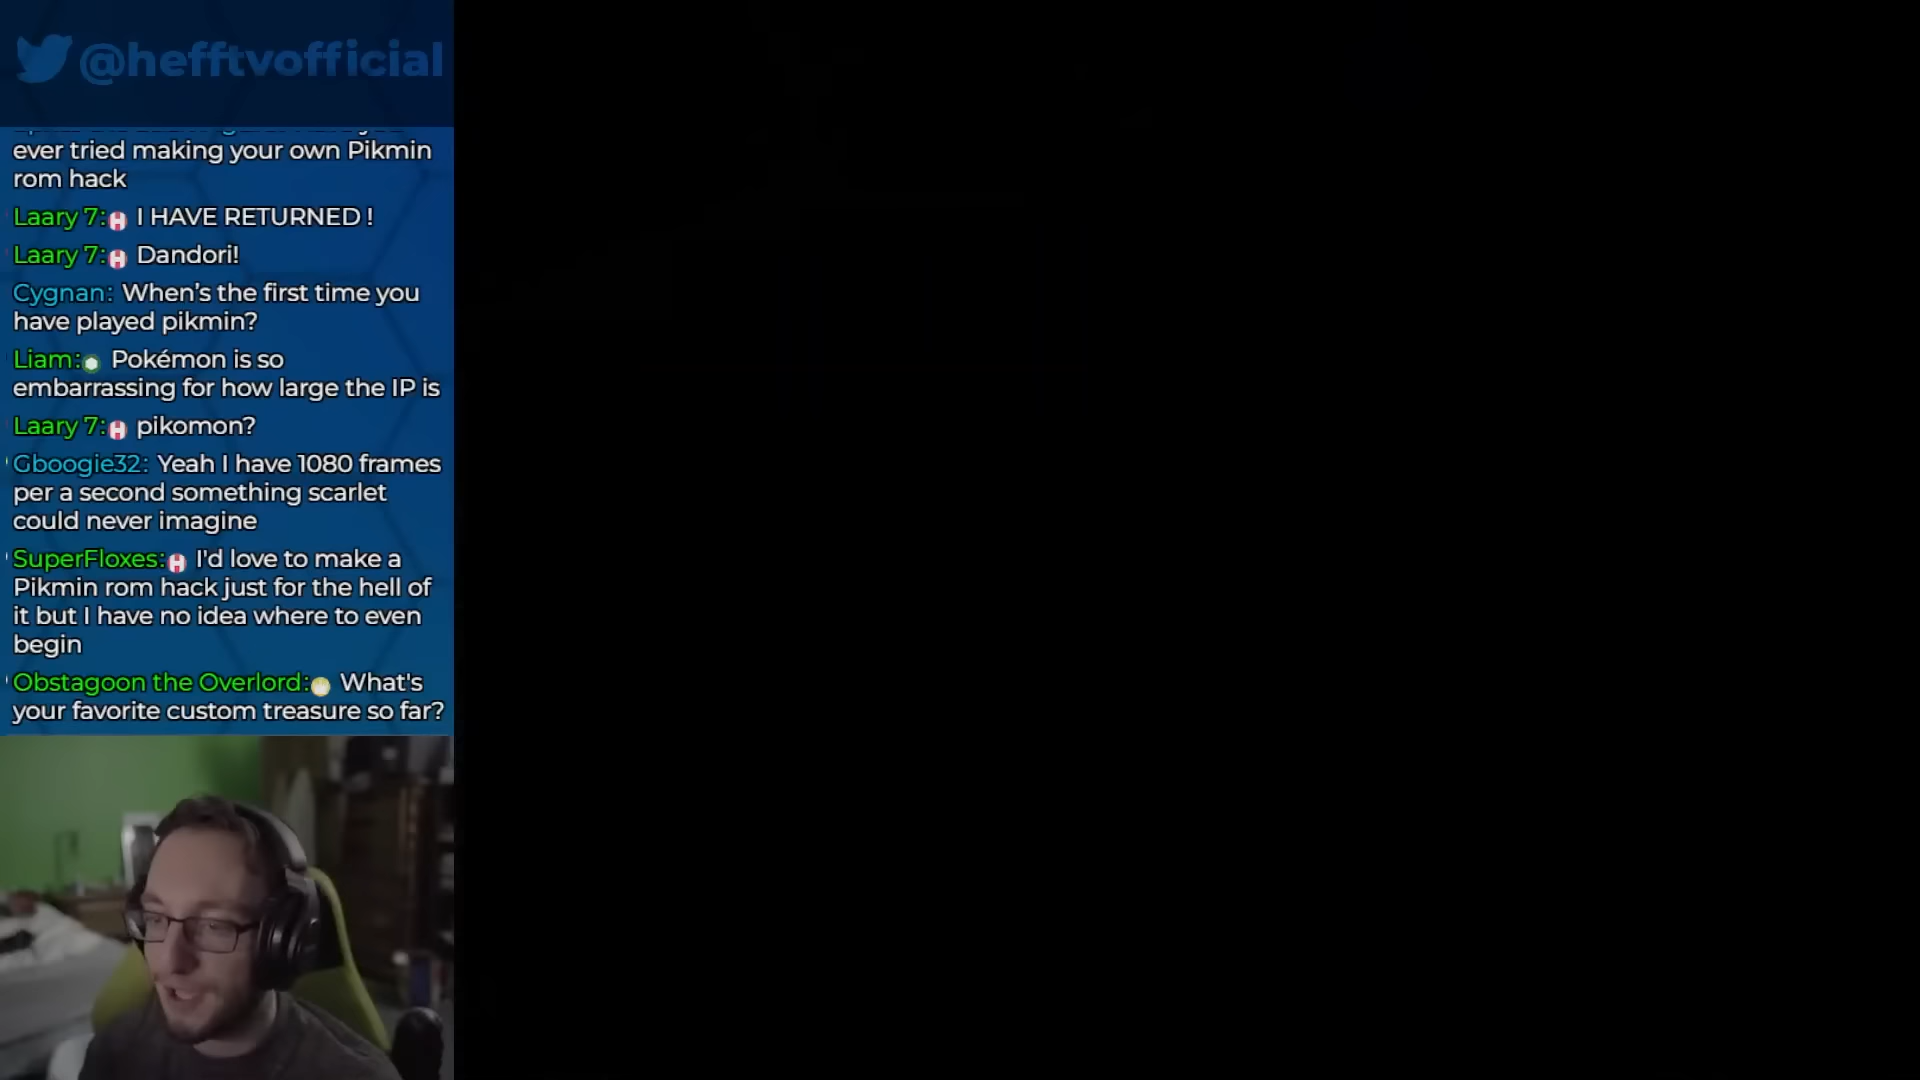 @hefftvofficial
ever tried making your own Pikmin
rom hack
Laary 7: I HAVE RETURNED !
Laary 7: Dandori!
Cygnan: When's the first time you
have played pikmin?
Liam: Pokémon is so
embarrassing for how large the IP is
Laary 7: pikomon?
Gboogie32: Yeah I have 1080 frames
per a second something scarlet
could never imagine
SuperFloxes: I'd love to make a
Pikmin rom hack just for the hell of
it but I have no idea where to even
begin
Obstagoon the Overlord: What's
your favorite custom treasure so far?